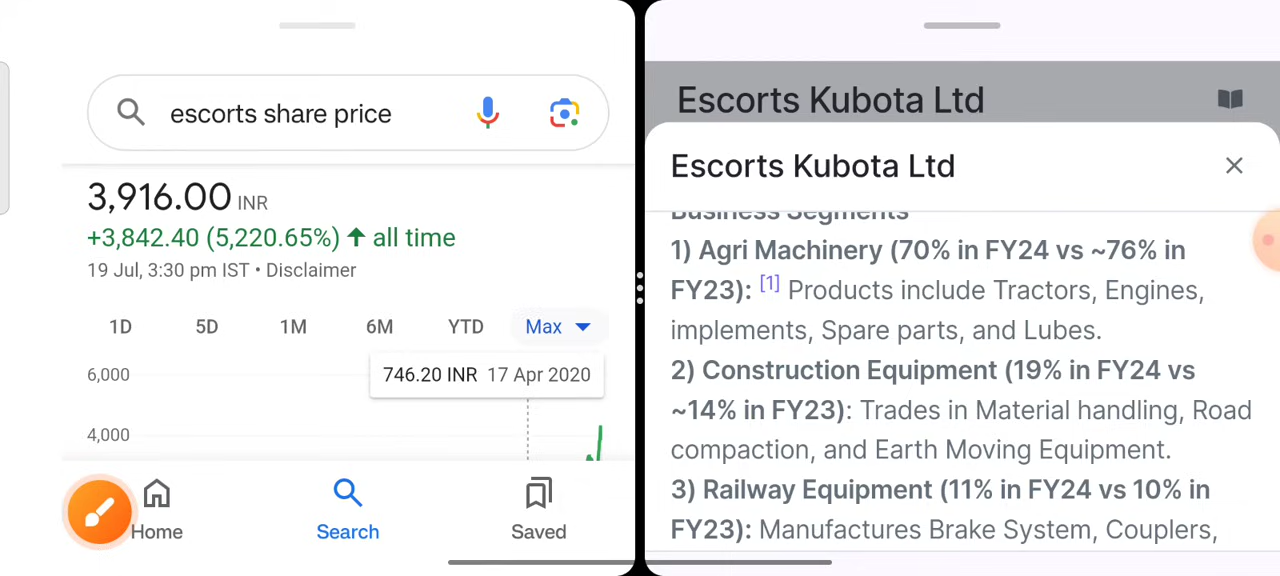 escorts share price
3,916.00 INR
+3,842.40 (5,220.65%) ↑ all time
19 Jul, 3:30 pm IST • Disclaimer
1D 5D 1M 6M YTD Max
746.20 INR 17 Apr 2020
6,000
4,000
Home
Search
Saved
Escorts Kubota Ltd
Escorts Kubota Ltd
Business Segments
1) Agri Machinery (70% in FY24 vs ~76% in
FY23): [1] Products include Tractors, Engines,
implements, Spare parts, and Lubes.
2) Construction Equipment (19% in FY24 vs
~14% in FY23): Trades in Material handling, Road
compaction, and Earth Moving Equipment.
3) Railway Equipment (11% in FY24 vs 10% in
FY23): Manufactures Brake System, Couplers,